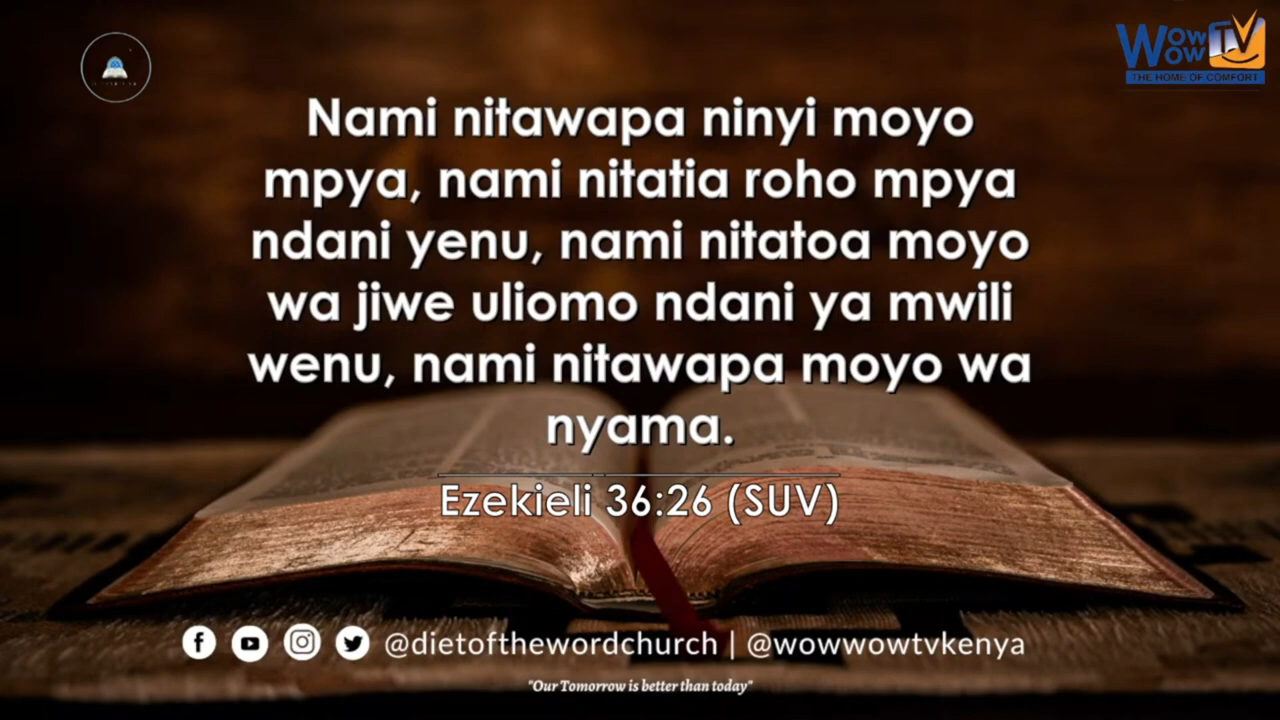 Wow
Wow
TV
THE HOME OF COMFORT
Nami nitawapa ninyi moyo
mpya, nami nitatia roho mpya
ndani yenu, nami nitatoa moyo
wa jiwe uliomo ndani ya mwili
wenu, nami nitawapa moyo wa
nyama.
Ezekieli 36:26 (SUV)
@dietofthewordchurch | @wowwowtvkenya
"Our Tomorrow is better than today"